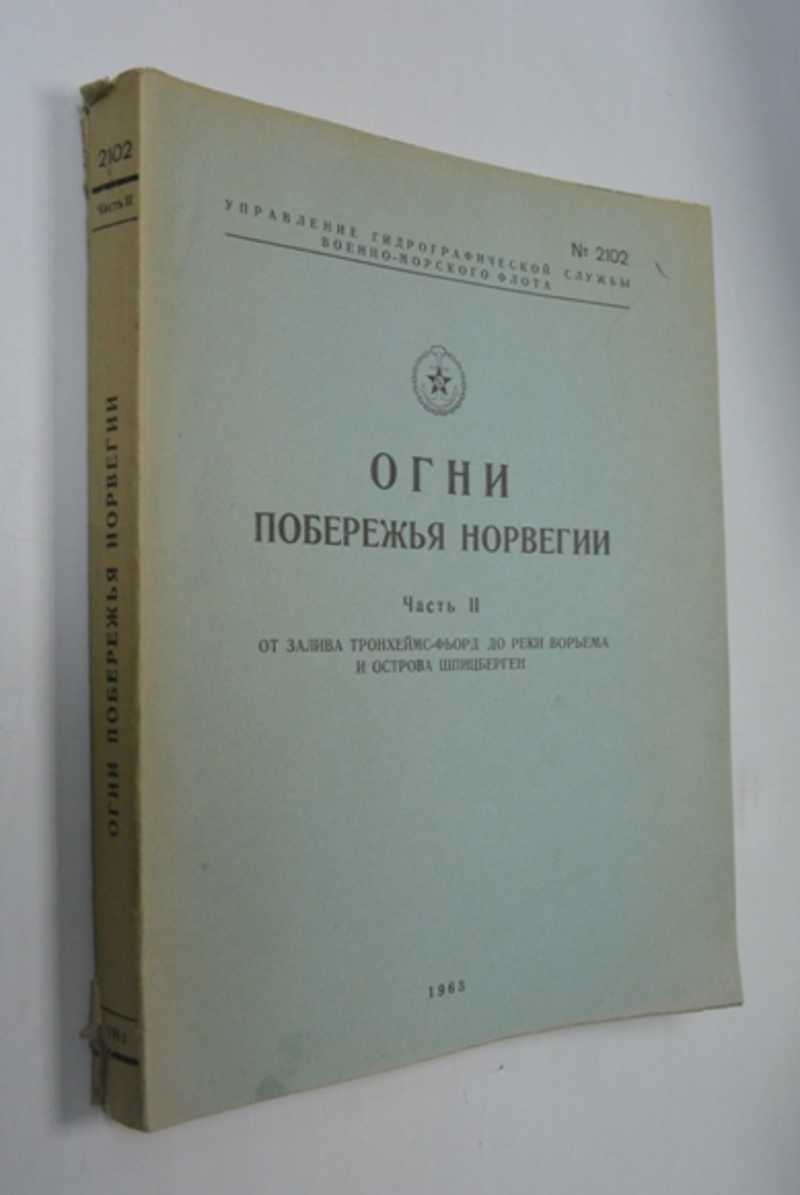 2102
Часть II
ОГНИ ПОБЕРЕЖЬЯ НОРВЕГИИ
№ 2102
УПРАВЛЕНИЕ ГИДРОГРАФИЧЕСКОЙ СЛУЖБЫ
ВОЕННО-МОРСКОГО ФЛОТА
ОГНИ
ПОБЕРЕЖЬЯ НОРВЕГИИ
Часть II
ОТ ЗАЛИВА ТРОНХЕЙМС-ФЬОРД ДО РЕКИ ВОРЬЕМА
И ОСТРОВА ШПИЦБЕРГЕН
1963